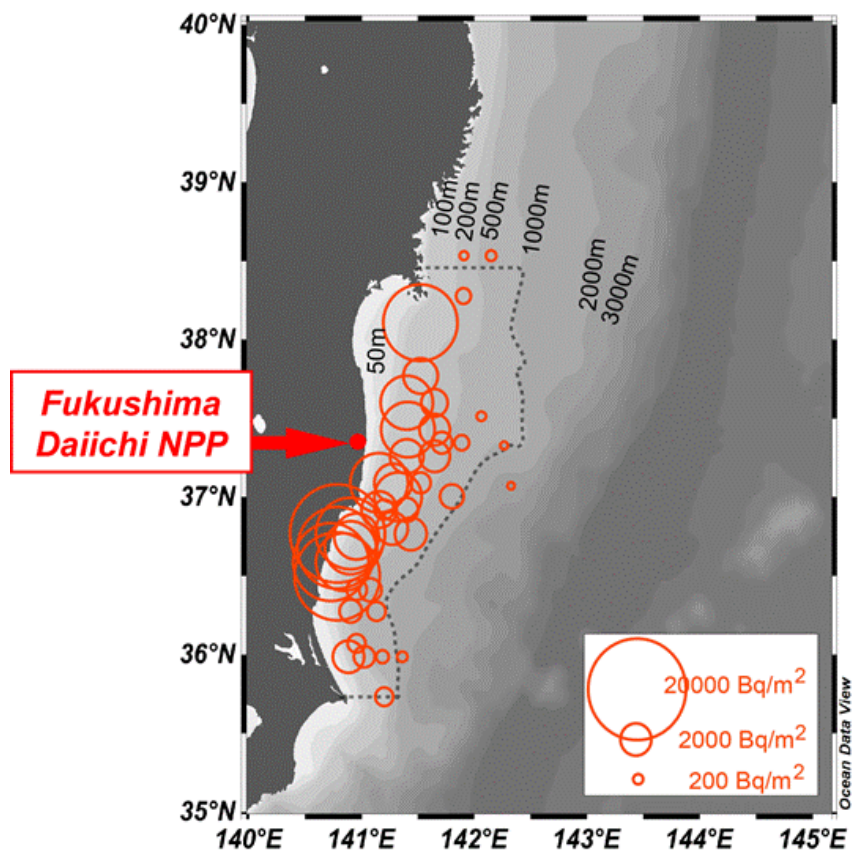 40°N
39°N
38°N
37°N
36°N
35°N
100m
200m
500m
1000m
2000m
3000m
50m
Fukushima
Daiichi NPP
20000 Bq/m²
2000 Bq/m²
200 Bq/m²
Ocean Data View
140°E
141°E
142°E
143°E
144°E
145°E